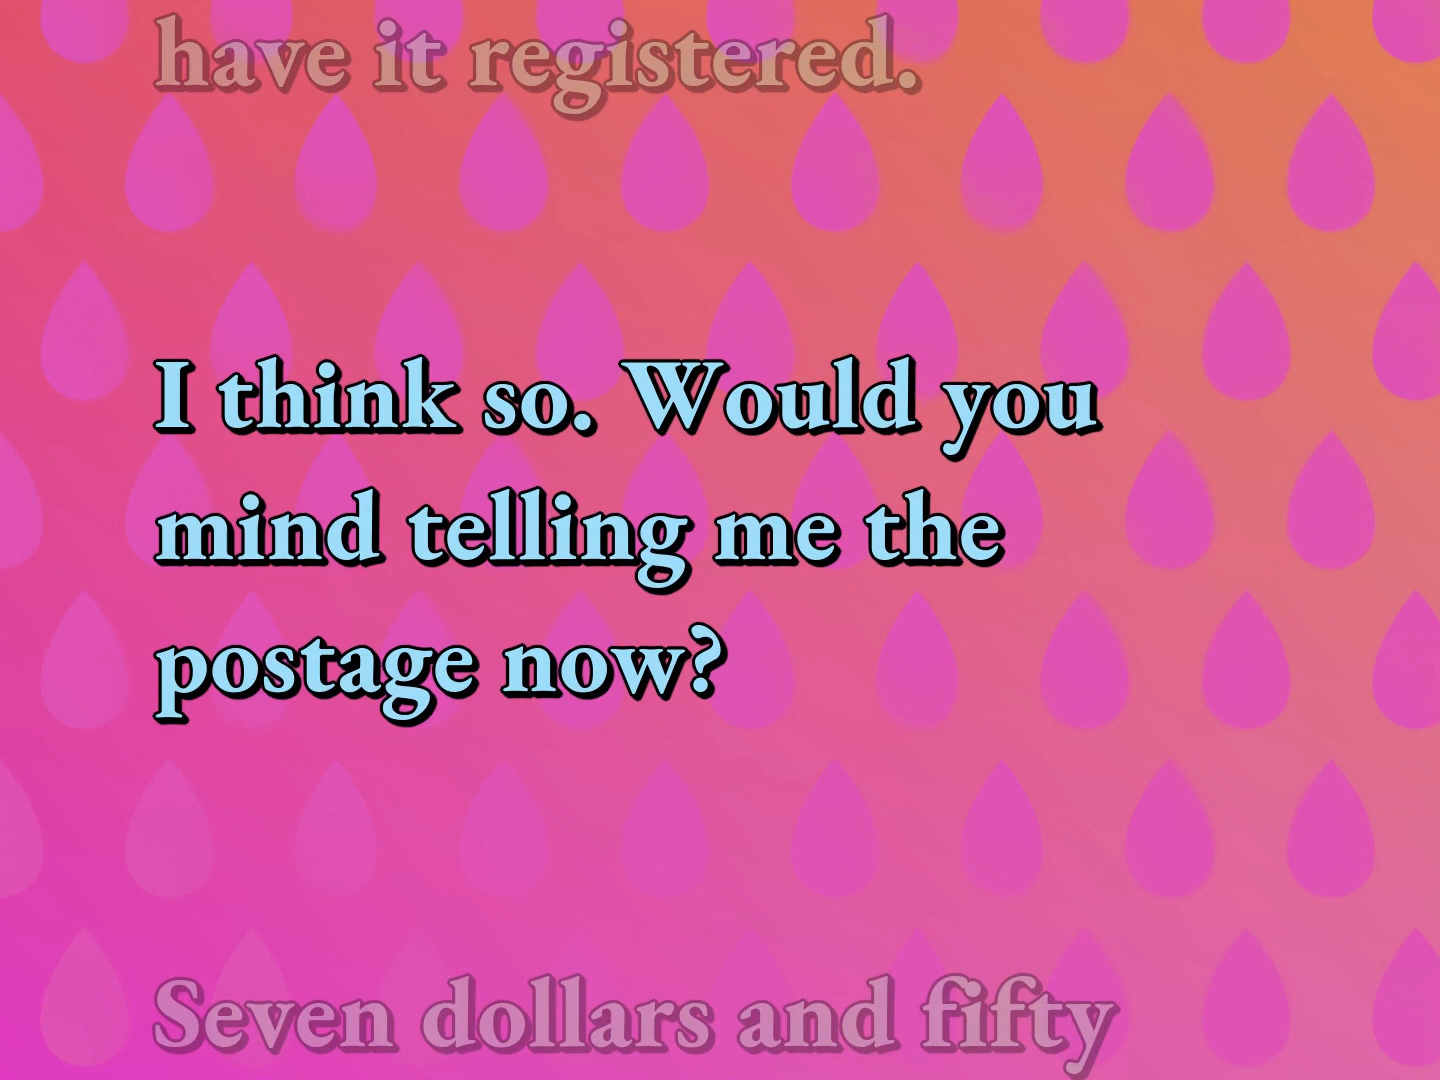 have it registered.
I think so. Would you
mind telling me the
postage now?
Seven dollars and fifty